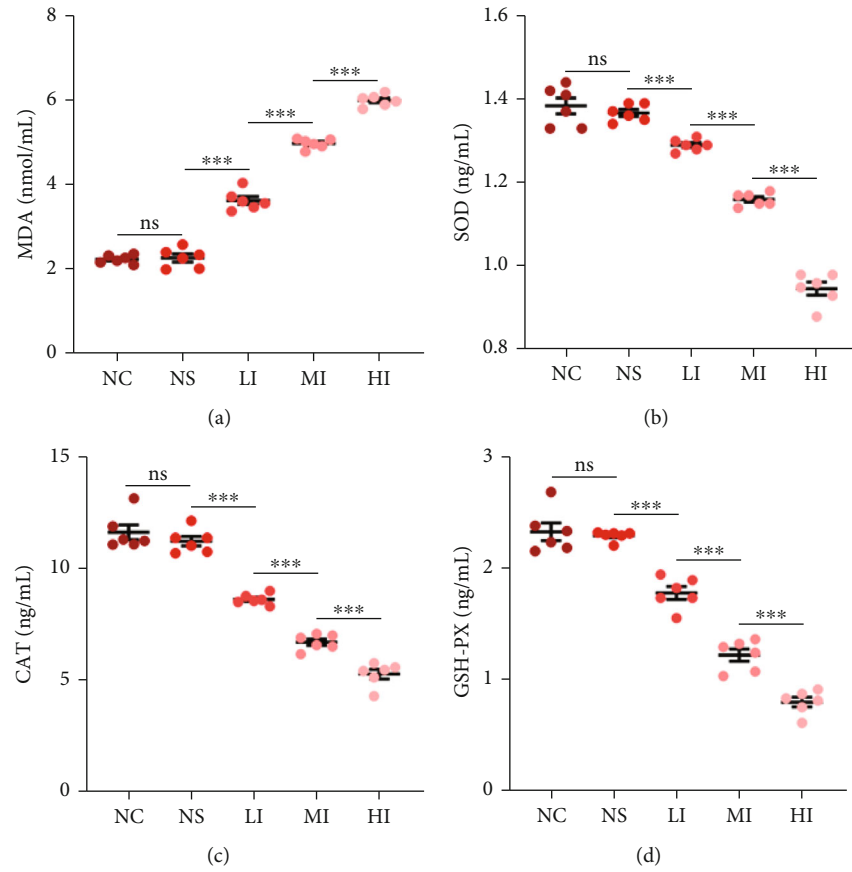 8
6
4
2
0
MDA (nmol/mL)
ns
***
***
***
NC NS LI MI HI
(a)
1.6
1.4
1.2
1.0
0.8
SOD (ng/mL)
ns
***
***
***
NC NS LI MI HI
(b)
15
10
5
0
CAT (ng/mL)
ns
***
***
***
NC NS LI MI HI
(c)
3
2
1
0
GSH-PX (ng/mL)
ns
***
***
***
NC NS LI MI HI
(d)